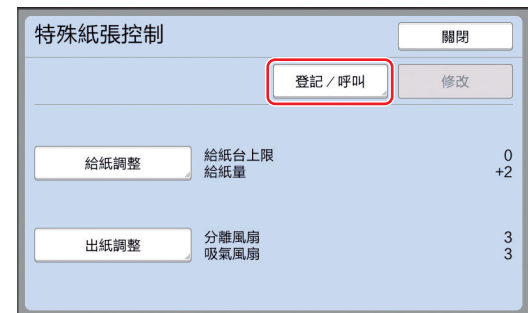 特殊紙張控制
關閉
登記／呼叫
修改
給紙調整
給紙台上限 0
給紙量 +2
出紙調整
分離風扇 3
吸氣風扇 3